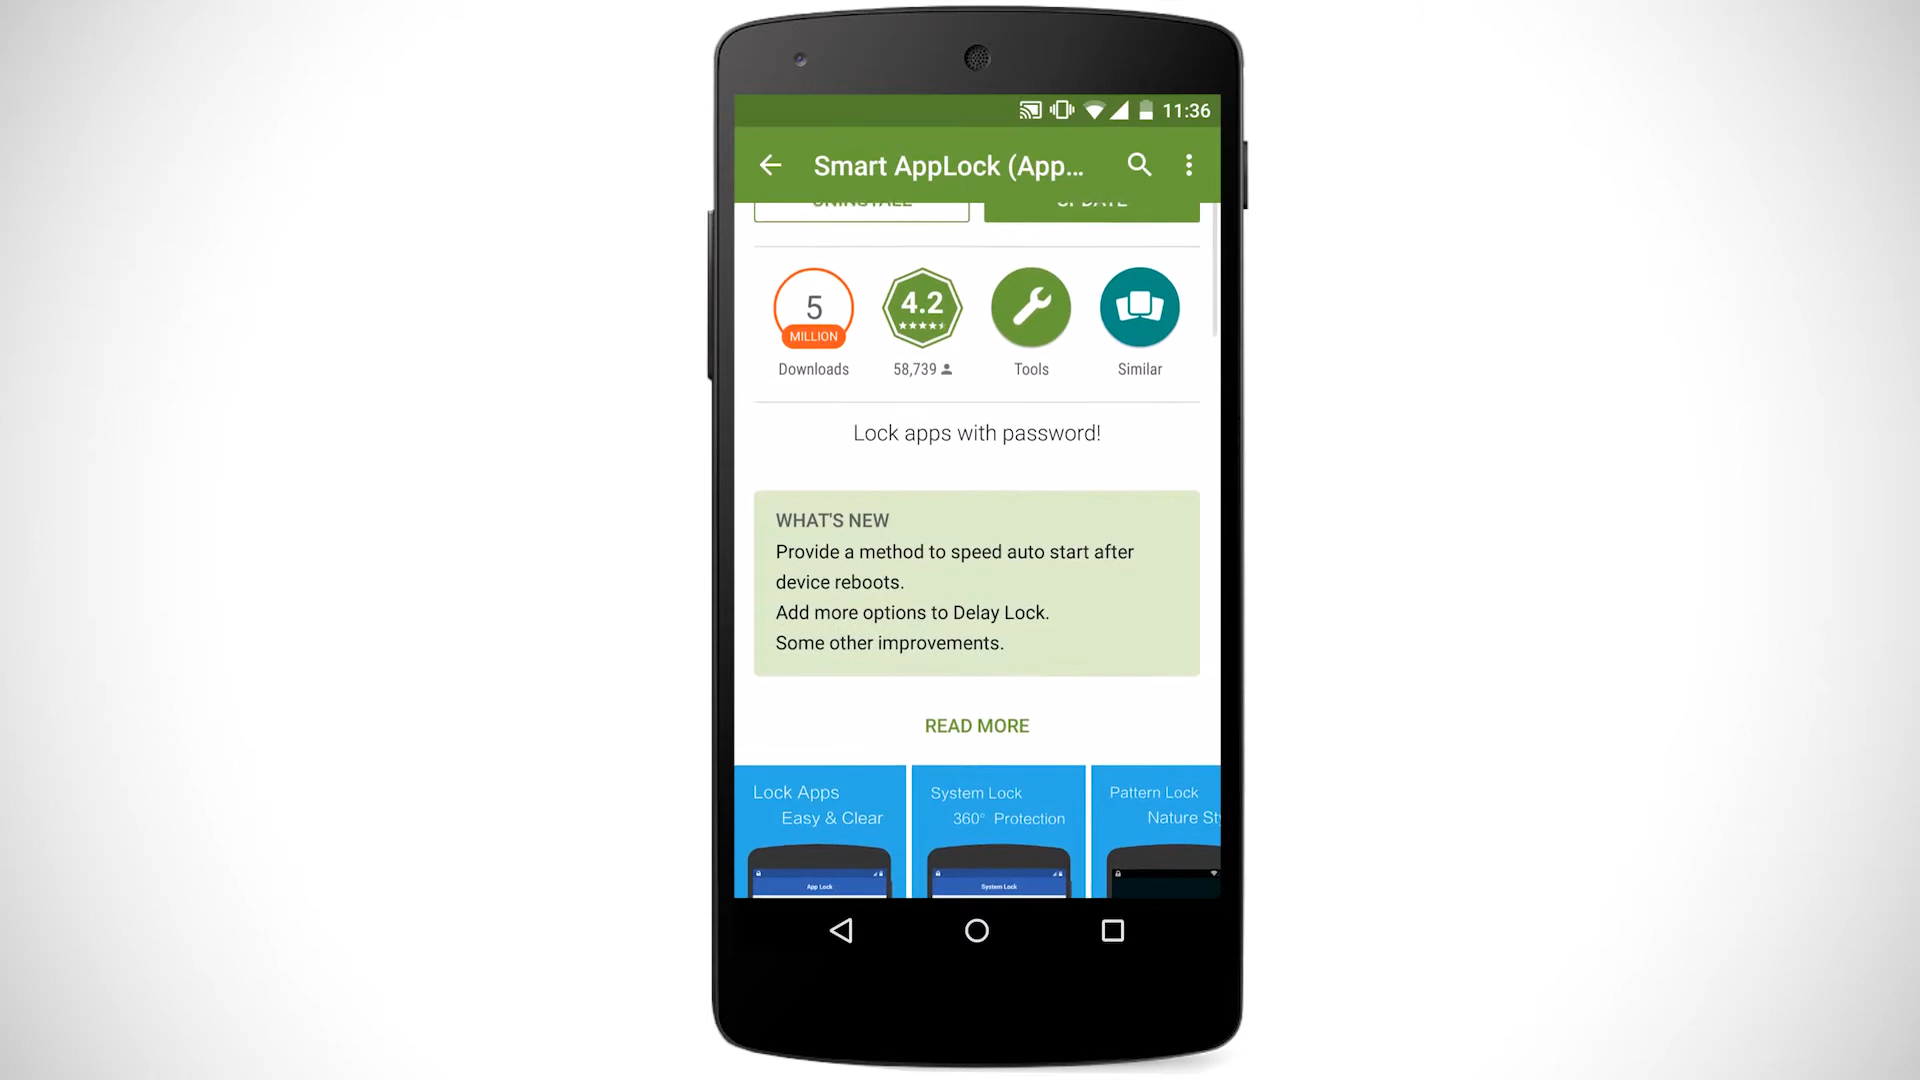 11:36
Smart AppLock (App...
UNINSTALL
UPDATE
5
MILLION
4.2
Downloads
58,739
Tools
Similar
Lock apps with password!
WHAT'S NEW
Provide a method to speed auto start after
device reboots.
Add more options to Delay Lock.
Some other improvements.
READ MORE
Lock Apps
Easy & Clear
System Lock
360° Protection
Pattern Lock
Nature Sty
App Lock
System Lock